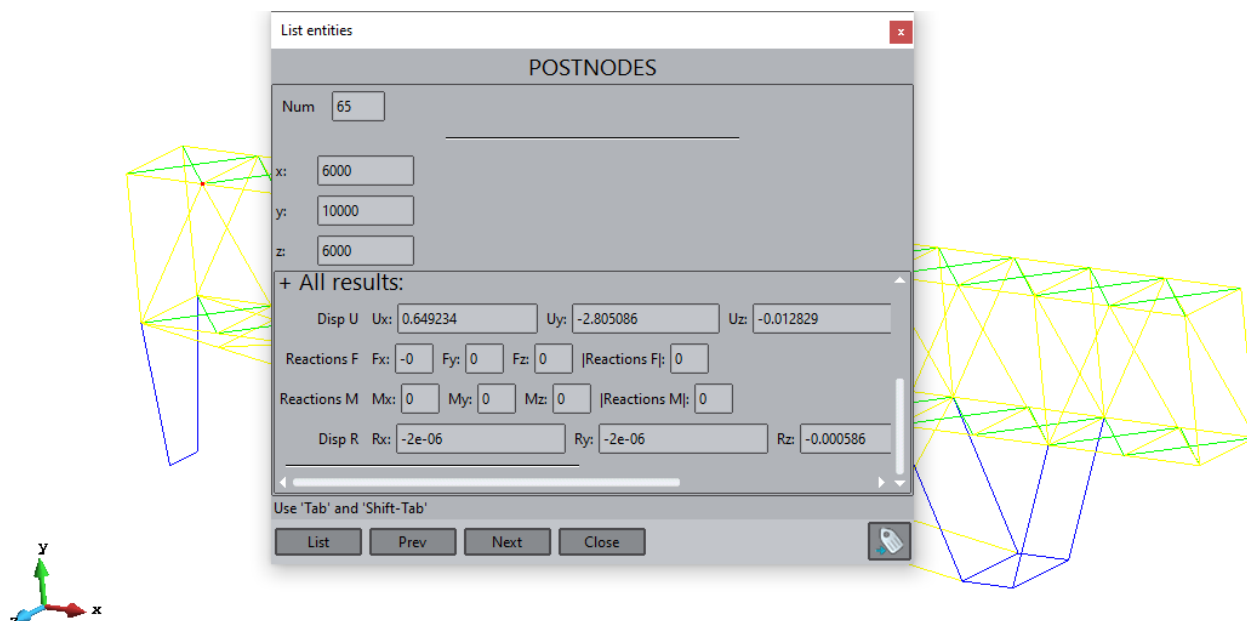 List entities
x
POSTNODES
Num 65
x: 6000
y: 10000
z: 6000
+ All results:
Disp U Ux: 0.649234 Uy: -2.805086 Uz: -0.012829
Reactions F Fx: -0 Fy: 0 Fz: 0 |Reactions F|: 0
Reactions M Mx: 0 My: 0 Mz: 0 |Reactions M|: 0
Disp R Rx: -2e-06 Ry: -2e-06 Rz: -0.000586
Use 'Tab' and 'Shift-Tab'
List Prev Next Close
y
x
z